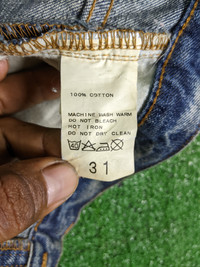 100% COTTON
MACHINE WASH WARM
DO NOT BLEACH
HOT IRON
DO NOT DRY CLEAN
31